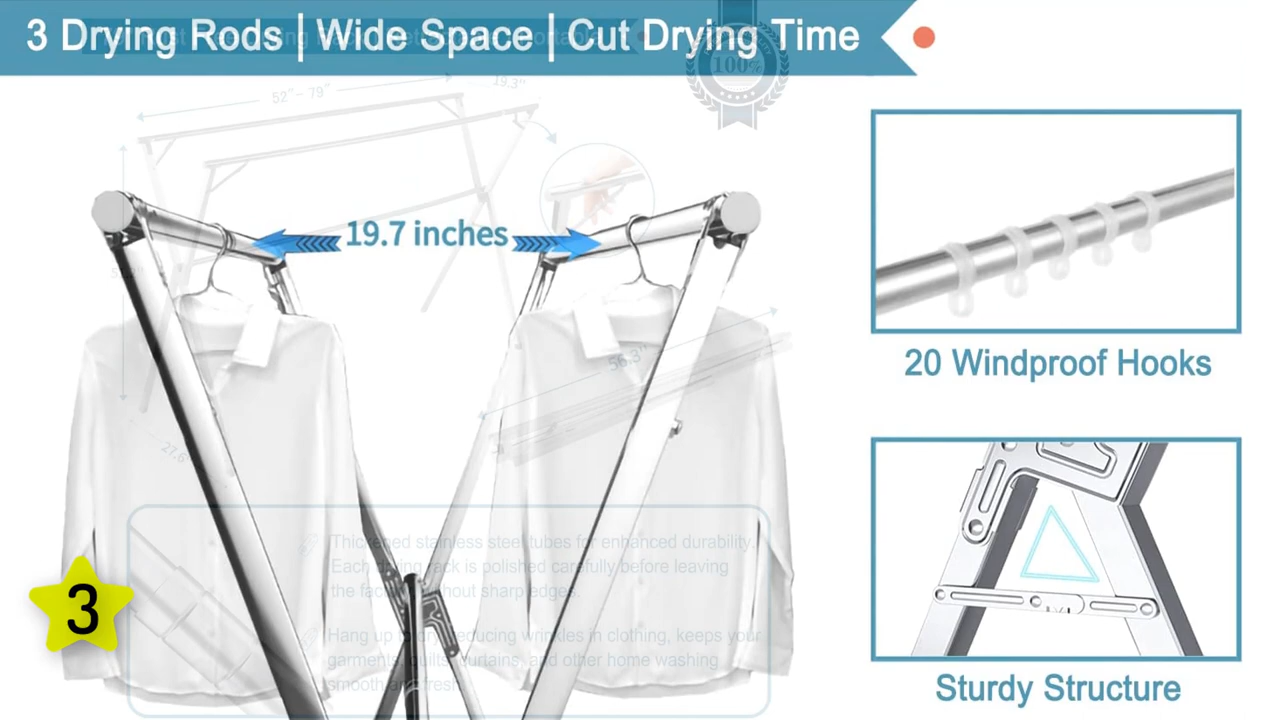 3 Drying Rods | Wide Space | Cut Drying Time
100%
52"- 79"
19.3"
19.7 inches
56.3"
27.6"
20 Windproof Hooks
Thickened stainless steel tubes for enhanced durability.
Each drying rack is polished carefully before leaving
the factory without sharp edges.
3
Hang up to dry, reducing wrinkles in clothing, keeps your
garments, quilts, curtains, and other home washing
smooth and fresh.
Sturdy Structure